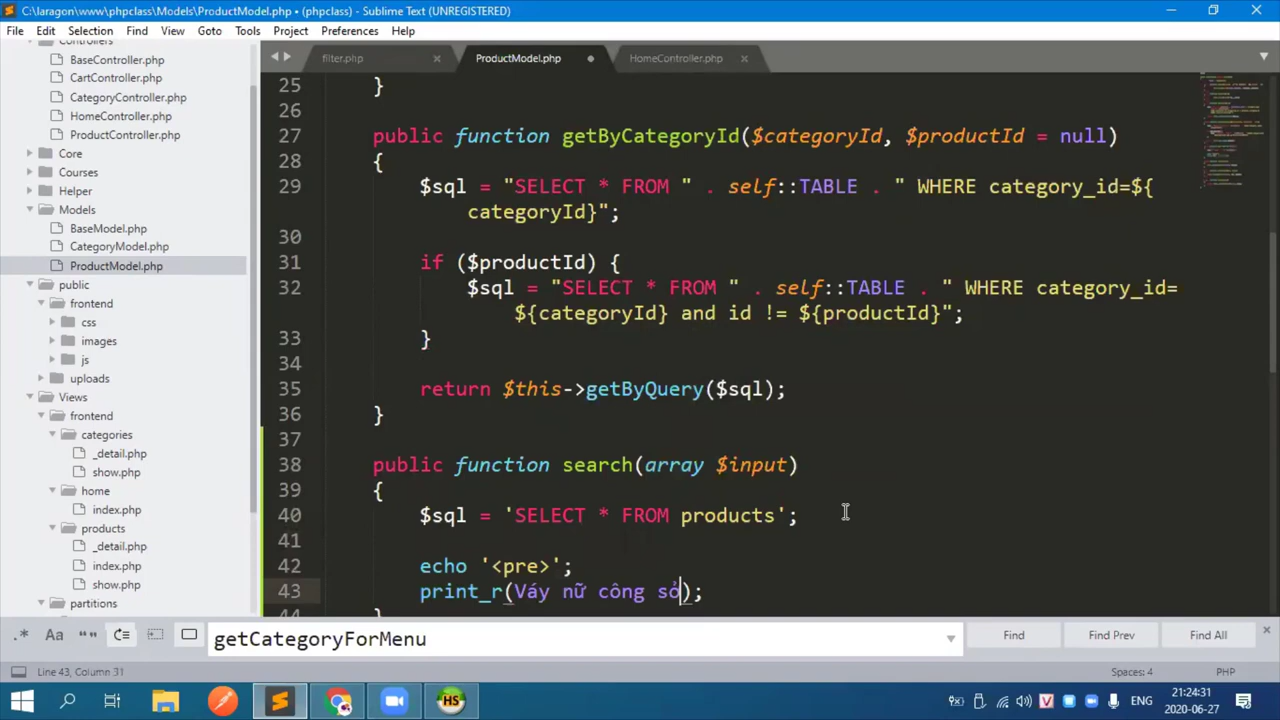 C:\laragon\www\phpclass\Models\ProductModel.php • (phpclass) - Sublime Text (UNREGISTERED)
File Edit Selection Find View Goto Tools Project Preferences Help
Controllers
BaseController.php
CartController.php
CategoryController.php
HomeController.php
ProductController.php
Core
Courses
Helper
Models
BaseModel.php
CategoryModel.php
ProductModel.php
public
frontend
css
images
js
uploads
Views
frontend
categories
_detail.php
show.php
home
index.php
products
_detail.php
index.php
show.php
partitions
filter.php ProductModel.php HomeController.php
25 }
26
27 public function getByCategoryId($categoryId, $productId = null)
28 {
29 $sql = "SELECT * FROM " . self::TABLE . " WHERE category_id=${
categoryId}";
30
31 if ($productId) {
32 $sql = "SELECT * FROM " . self::TABLE . " WHERE category_id=
${categoryId} and id != ${productId}";
33 }
34
35 return $this->getByQuery($sql);
36 }
37
38 public function search(array $input)
39 {
40 $sql = 'SELECT * FROM products';
41
42 echo '<pre>';
43 print_r(Váy nữ công sở);
44 }
.* Aa “” getCategoryForMenu Find Find Prev Find All
Line 43, Column 31 Spaces: 4 PHP
HS V ENG 21:24:31
2020-06-27